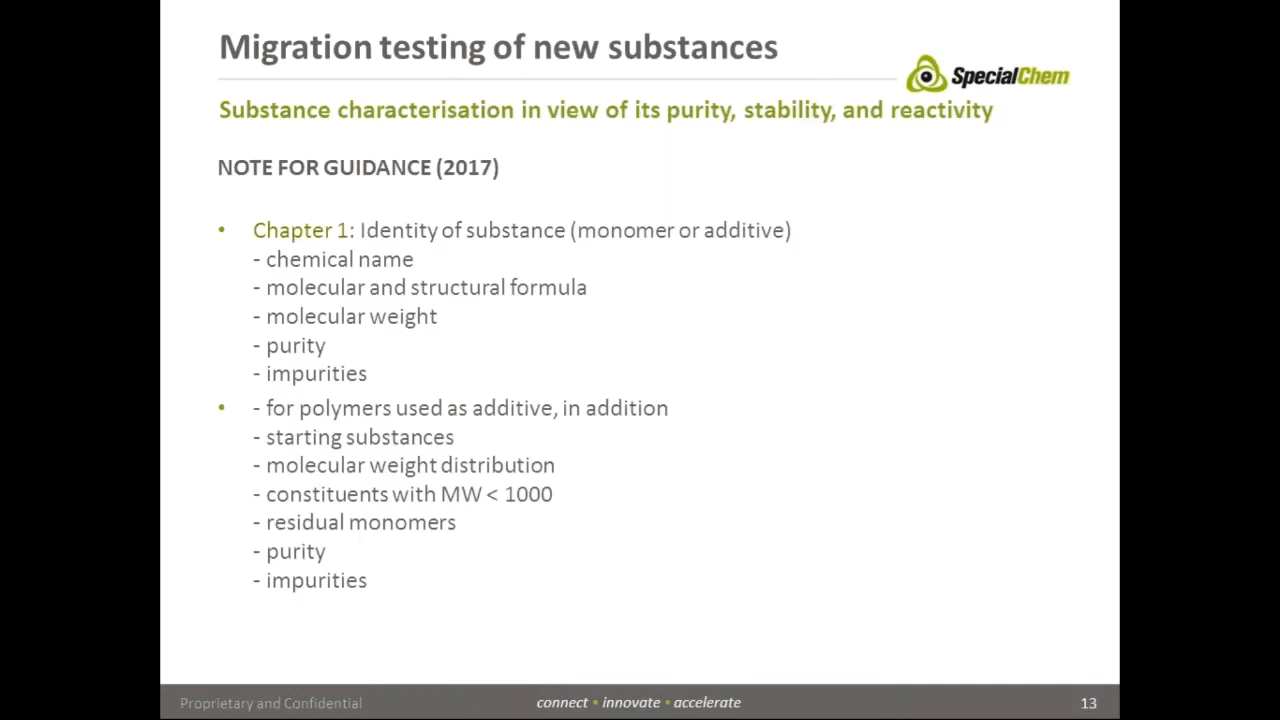 Migration testing of new substances
SpecialChem
Substance characterisation in view of its purity, stability, and reactivity
NOTE FOR GUIDANCE (2017)
• Chapter 1: Identity of substance (monomer or additive)
- chemical name
- molecular and structural formula
- molecular weight
- purity
- impurities
• - for polymers used as additive, in addition
- starting substances
- molecular weight distribution
- constituents with MW < 1000
- residual monomers
- purity
- impurities
Proprietary and Confidential
connect • innovate • accelerate
13